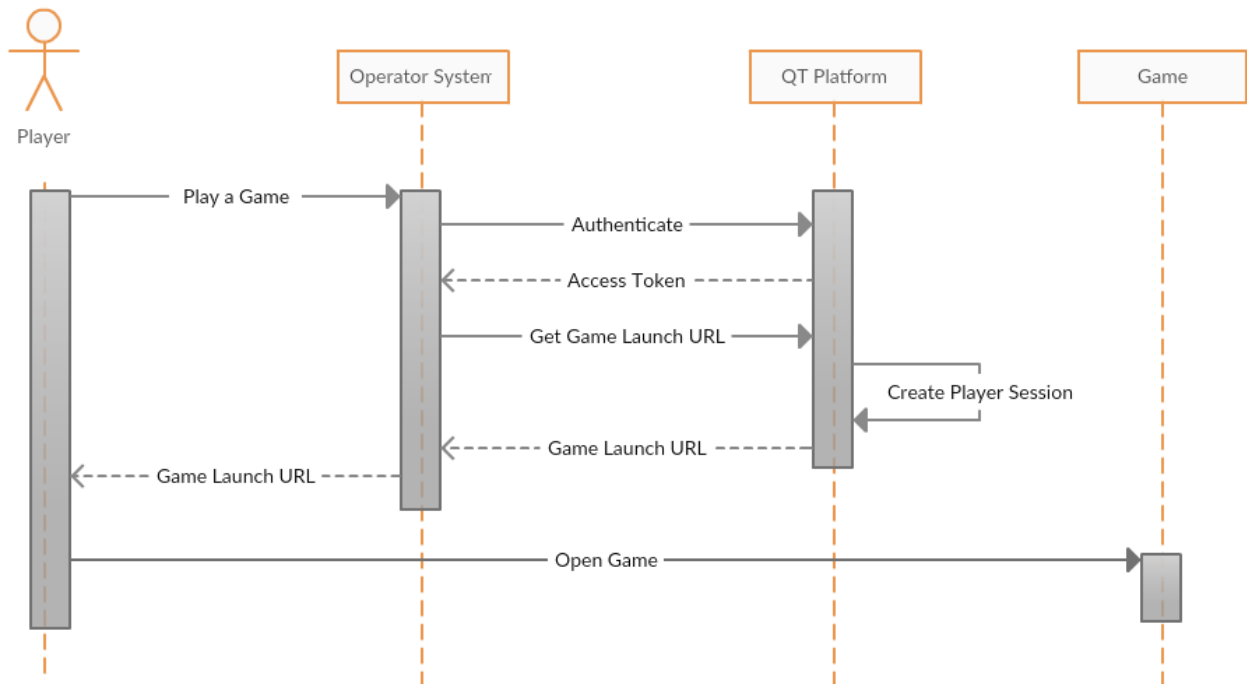 Operator System
QT Platform
Game
Player
Play a Game
Authenticate
Access Token
Get Game Launch URL
Create Player Session
Game Launch URL
Game Launch URL
Open Game